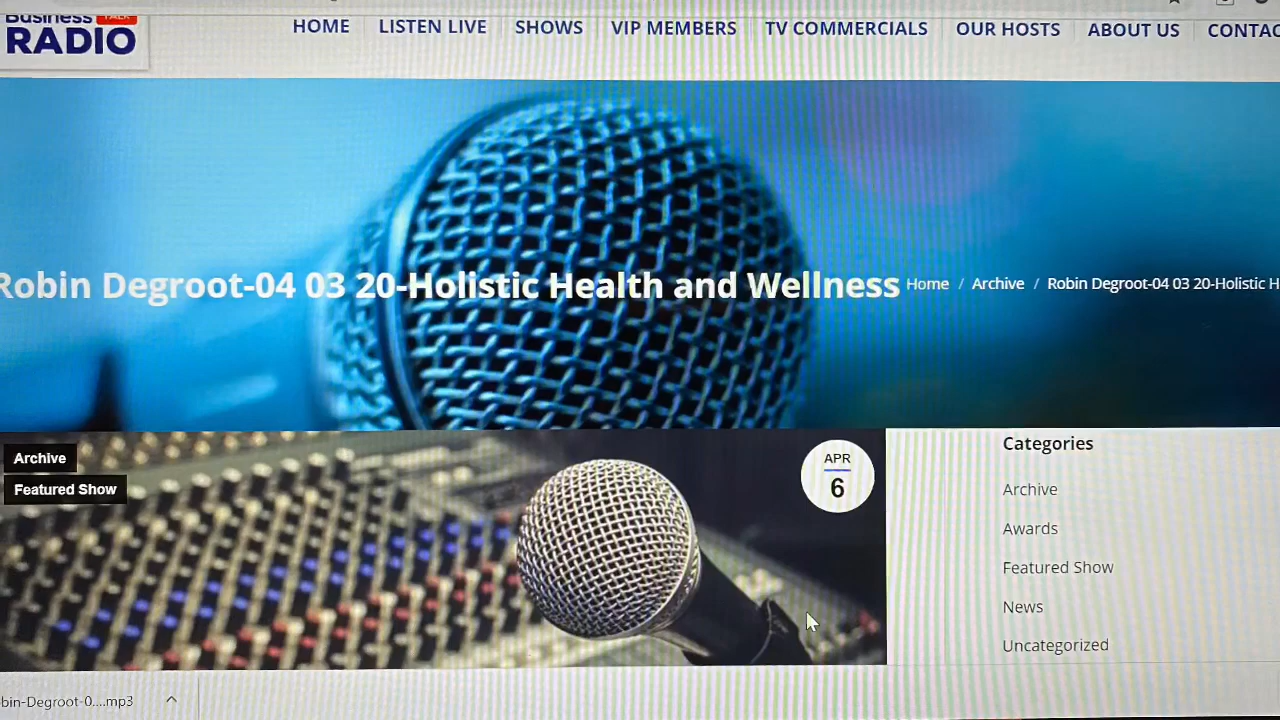 Business TALK
RADIO
HOME LISTEN LIVE SHOWS VIP MEMBERS TV COMMERCIALS OUR HOSTS ABOUT US CONTAC
Robin Degroot-04 03 20-Holistic Health and Wellness
Home / Archive / Robin Degroot-04 03 20-Holistic H
Archive
Featured Show
APR
6
Categories
Archive
Awards
Featured Show
News
Uncategorized
bin-Degroot-0....mp3